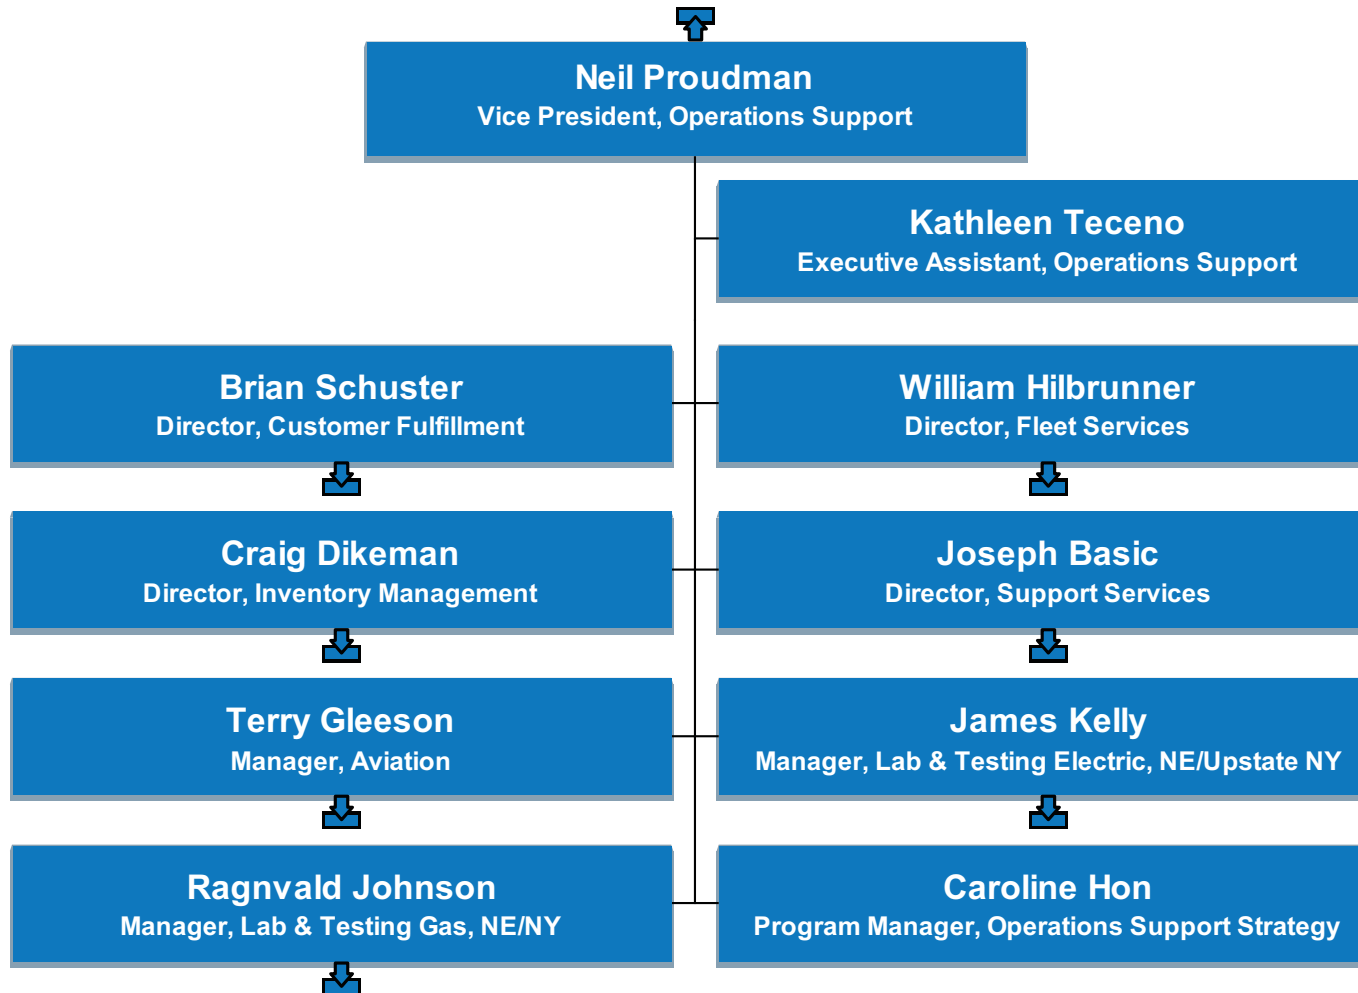 Neil Proudman
Vice President, Operations Support
Kathleen Teceno
Executive Assistant, Operations Support
Brian Schuster
Director, Customer Fulfillment
William Hilbrunner
Director, Fleet Services
Craig Dikeman
Director, Inventory Management
Joseph Basic
Director, Support Services
Terry Gleeson
Manager, Aviation
James Kelly
Manager, Lab & Testing Electric, NE/Upstate NY
Ragnvald Johnson
Manager, Lab & Testing Gas, NE/NY
Caroline Hon
Program Manager, Operations Support Strategy